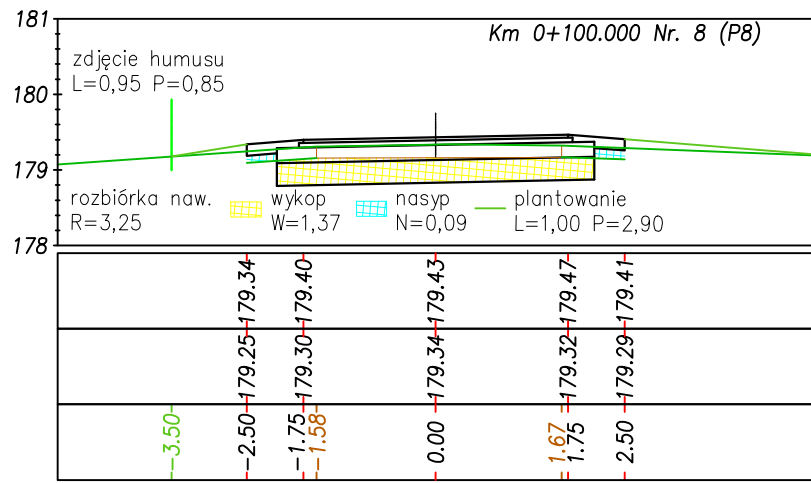 181
Km 0+100.000 Nr. 8 (P8)
zdjęcie humusu
L=0,95 P=0,85
180
179
rozbiórka naw.
R=3,25
wykop
W=1,37
nasyp
N=0,09
plantowanie
L=1,00 P=2,90
178
179.34
179.40
179.43
179.47
179.41
179.25
179.30
179.34
179.32
179.29
-3.50
-2.50
-1.75
-1.58
0.00
1.67
1.75
2.50